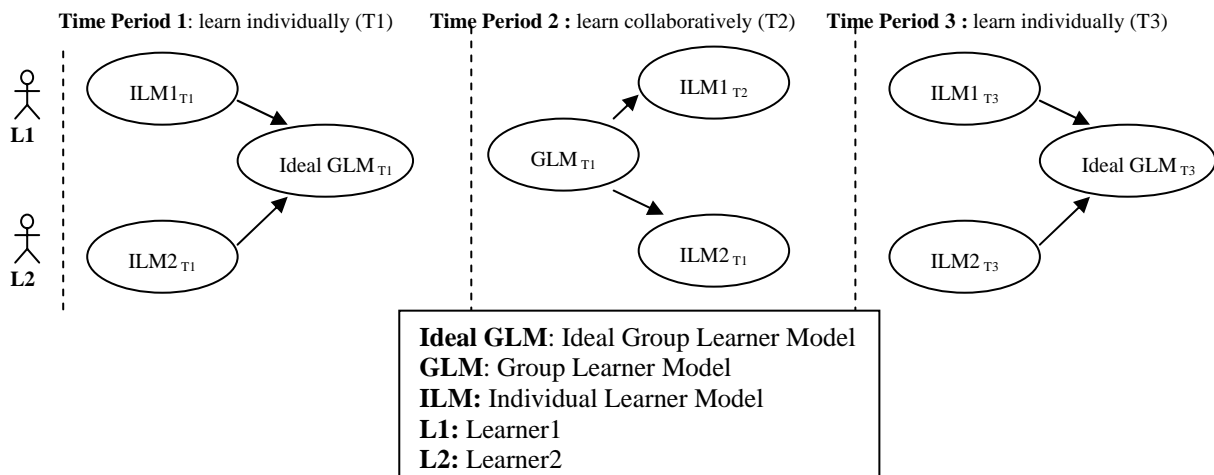 Time Period 1: learn individually (T1)
Time Period 2 : learn collaboratively (T2)
Time Period 3 : learn individually (T3)
L1
L2
ILM1 T1
Ideal GLM T1
ILM2 T1
ILM1 T2
GLM T1
ILM2 T1
ILM1 T3
Ideal GLM T3
ILM2 T3
Ideal GLM: Ideal Group Learner Model
GLM: Group Learner Model
ILM: Individual Learner Model
L1: Learner1
L2: Learner2